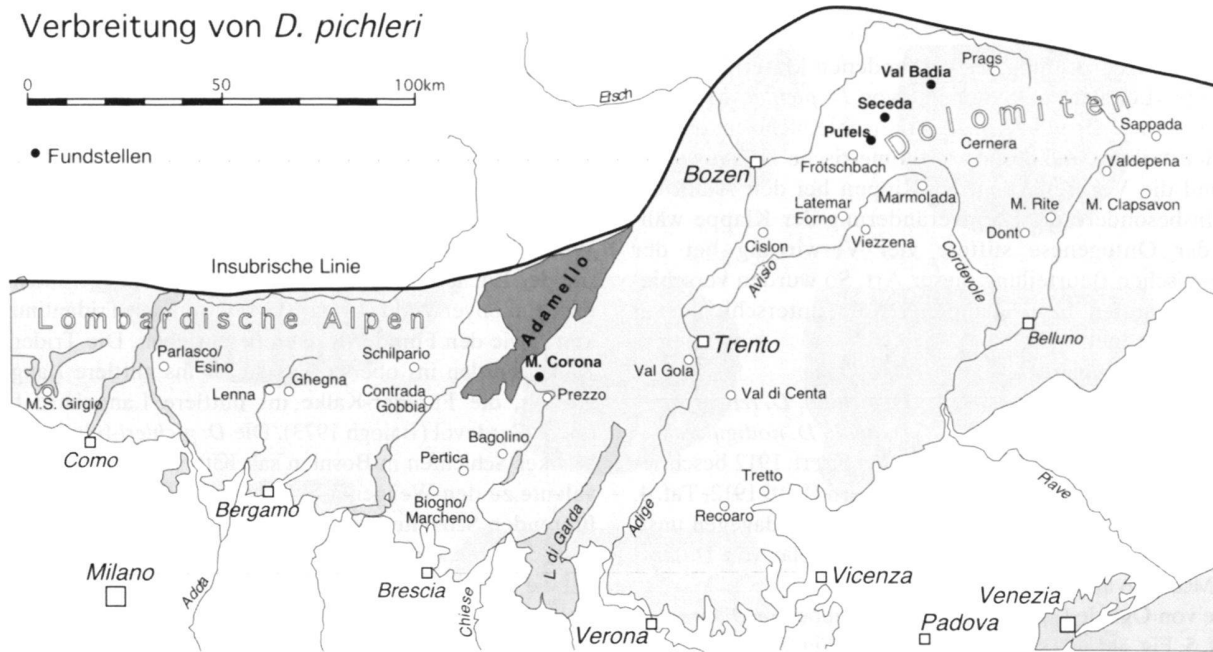 Verbreitung von D. pichleri
0 50 100km
● Fundstellen
Etsch
Prags
Val Badia
Seceda
Pufels
Dolomiten
Sappada
Cernera
Valdepena
Bozen
Frötschbach
Marmolada
M. Rite
M. Clapsavon
Latemar
Forno
Dont
Cislon
Viezzena
Avisio
Cordevole
Insubrische Linie
Adamello
Lombardische Alpen
Parlasco/
Esino
Schilpario
M. Corona
Trento
Belluno
Val Gola
Ghegna
Lenna
Contrada
Gobbia
Prezzo
Val di Centa
M.S. Girgio
Como
Bagolino
Pertica
Bergamo
Biogno/
Marcheno
Tretto
Recoaro
Piave
L. di Garda
Adige
Milano
Adda
Brescia
Chiese
Vicenza
Venezia
Verona
Padova